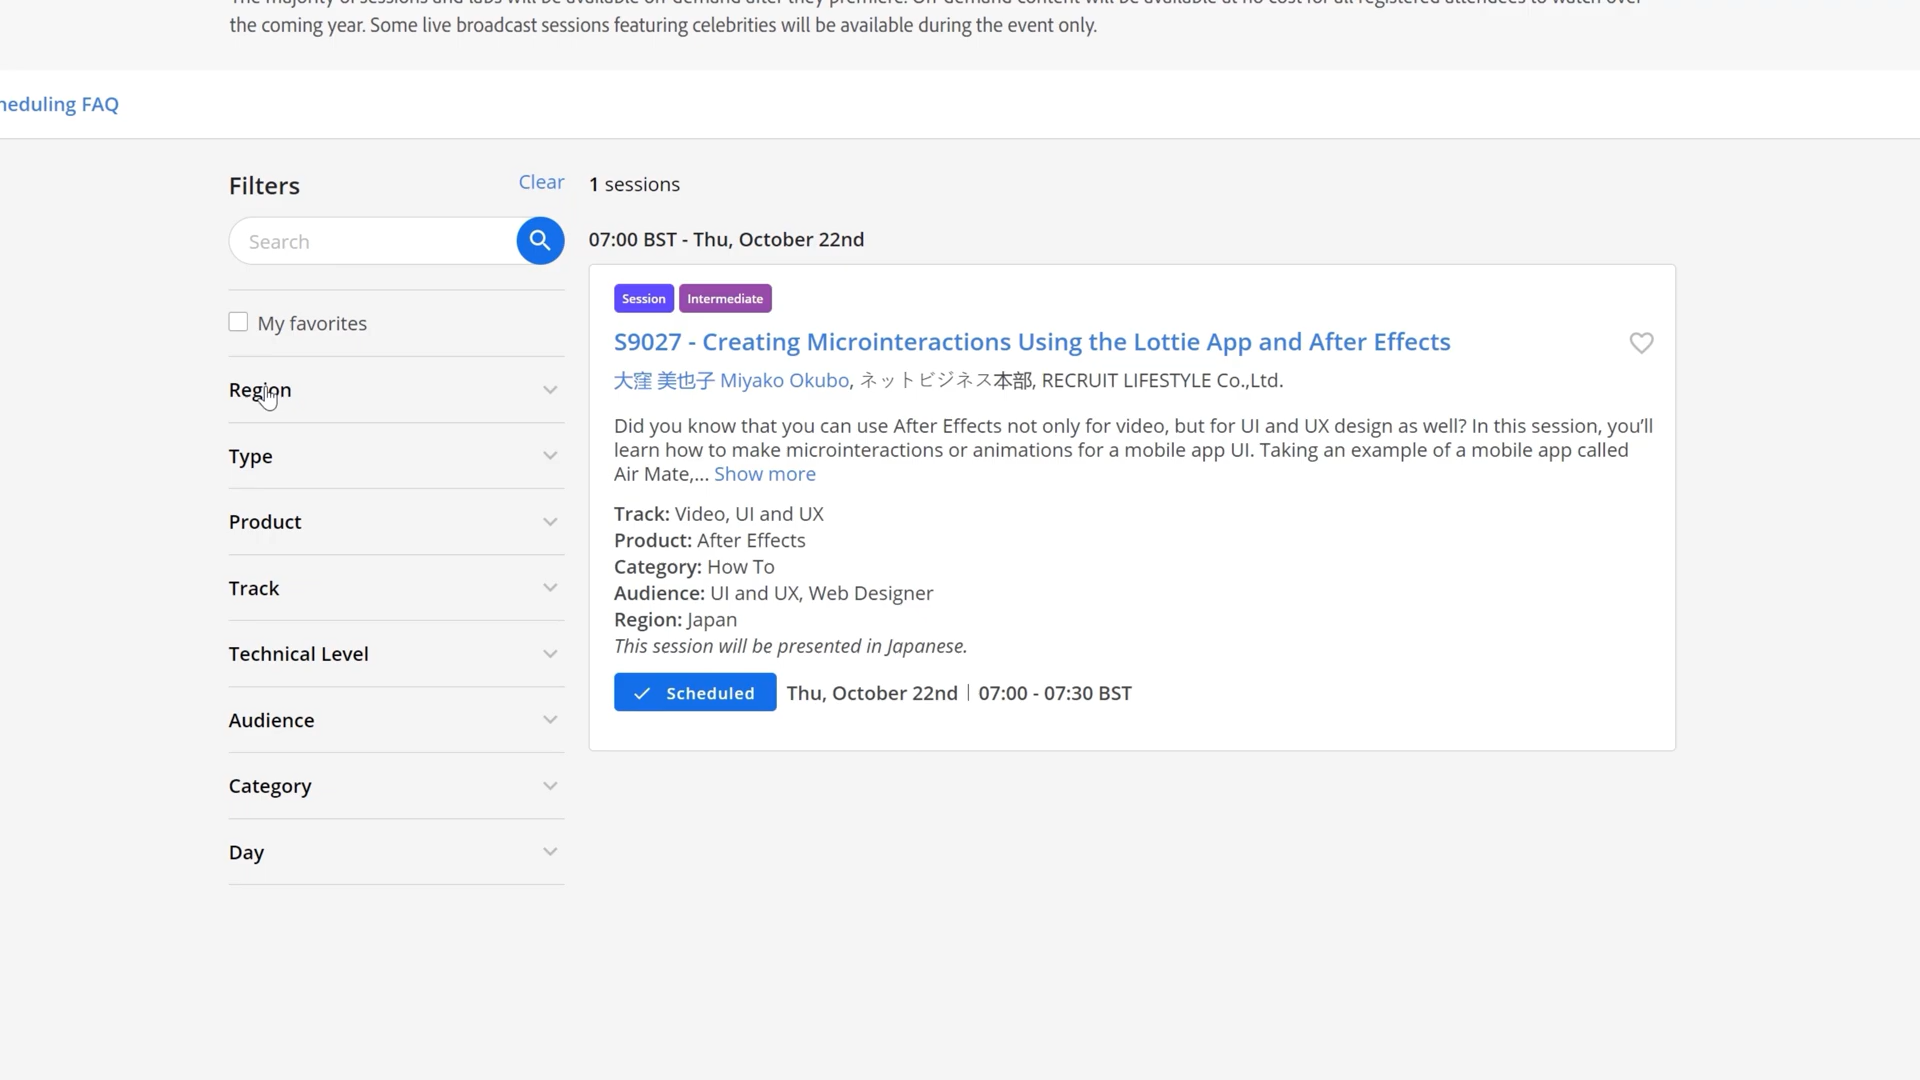 the coming year. Some live broadcast sessions featuring celebrities will be available during the event only.
heduling FAQ
Filters
Clear
Search
My favorites
Region
Type
Product
Track
Technical Level
Audience
Category
Day
1 sessions
07:00 BST - Thu, October 22nd
Session
Intermediate
S9027 - Creating Microinteractions Using the Lottie App and After Effects
大窪 美也子 Miyako Okubo, ネットビジネス本部, RECRUIT LIFESTYLE Co.,Ltd.
Did you know that you can use After Effects not only for video, but for UI and UX design as well? In this session, you’ll
learn how to make microinteractions or animations for a mobile app UI. Taking an example of a mobile app called
Air Mate,... Show more
Track: Video, UI and UX
Product: After Effects
Category: How To
Audience: UI and UX, Web Designer
Region: Japan
This session will be presented in Japanese.
Scheduled
Thu, October 22nd | 07:00 - 07:30 BST